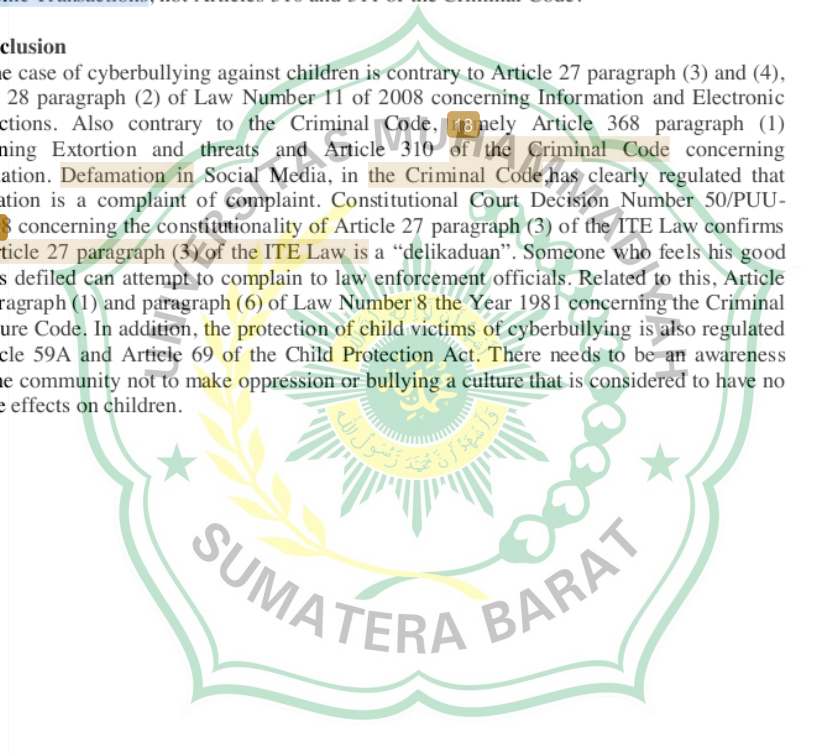 clusion
e case of cyberbullying against children is contrary to Article 27 paragraph (3) and (4),
28 paragraph (2) of Law Number 11 of 2008 concerning Information and Electronic
ctions. Also contrary to the Criminal Code, nely Article 368 paragraph (1)
ning Extortion and threats and Article 310 of the Criminal Code concerning
ation. Defamation in Social Media, in the Criminal Code,has clearly regulated that
ation is a complaint of complaint. Constitutional Court Decision Number 50/PUU-
8 concerning the constitutionality of Article 27 paragraph (3) of the ITE Law confirms
ticle 27 paragraph (3) of the ITE Law is a “delikaduan”. Someone who feels his good
s defiled can attempt to complain to law enforcement officials. Related to this, Article
ragraph (1) and paragraph (6) of Law Number 8 the Year 1981 concerning the Criminal
ure Code. In addition, the protection of child victims of cyberbullying is also regulated
cle 59A and Article 69 of the Child Protection Act. There needs to be an awareness
e community not to make oppression or bullying a culture that is considered to have no
e effects on children.
18
UNIVERSITAS MUHAMMADIYAH
SUMATERA BARAT